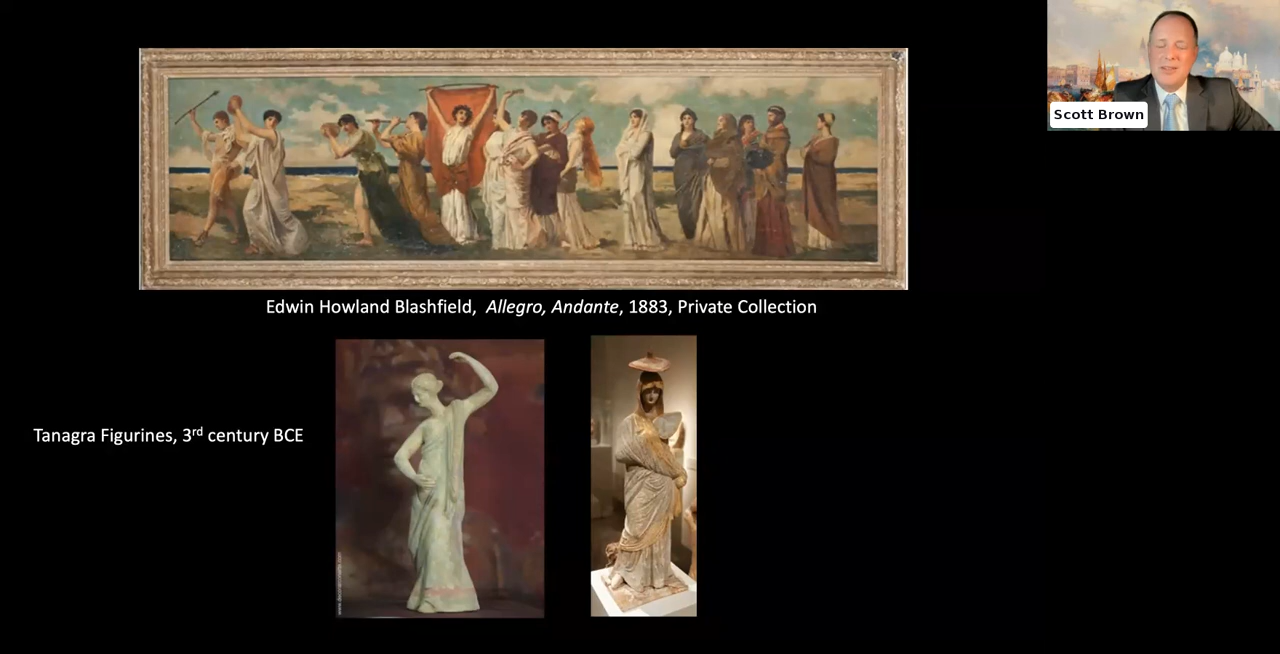 Scott Brown
Edwin Howland Blashfield, Allegro, Andante, 1883, Private Collection
Tanagra Figurines, 3rd century BCE